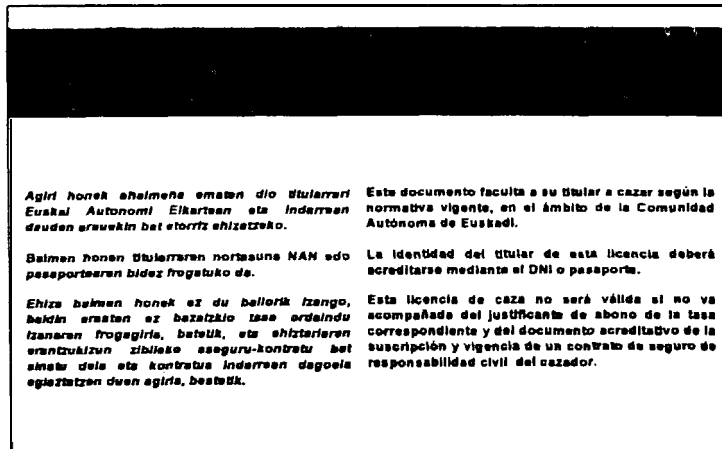 Agiri honek ahalmena ematen dio titularrari
Euskal Autonomi Elkartean eta indarrean
dauden arauekin bat etorriz ehizatzeko.
Baimen honen titularraren nortasuna NAN edo
pasaportearen bidez frogatuko da.
Ehiza baimen honek ez du baliorik izango,
baldin eraten ez bazaizkio tasa ordaindu
izanaren frogagiria, batetik, eta ehiztariaren
erantzukizun zibileko aseguru-kontratu bat
sinatu dela eta kontratua indarrean dagoela
egiaztatzen duen agiria, bestetik.
Este documento faculta a su titular a cazar según la
normativa vigente, en el ámbito de la Comunidad
Autónoma de Euskadi.
La identidad del titular de esta licencia deberá
acreditarse mediante el DNI o pasaporte.
Esta licencia de caza no será válida si no va
acompañada del justificante de abono de la tasa
correspondiente y del documento acreditativo de la
suscripción y vigencia de un contrato de seguro de
responsabilidad civil del cazador.